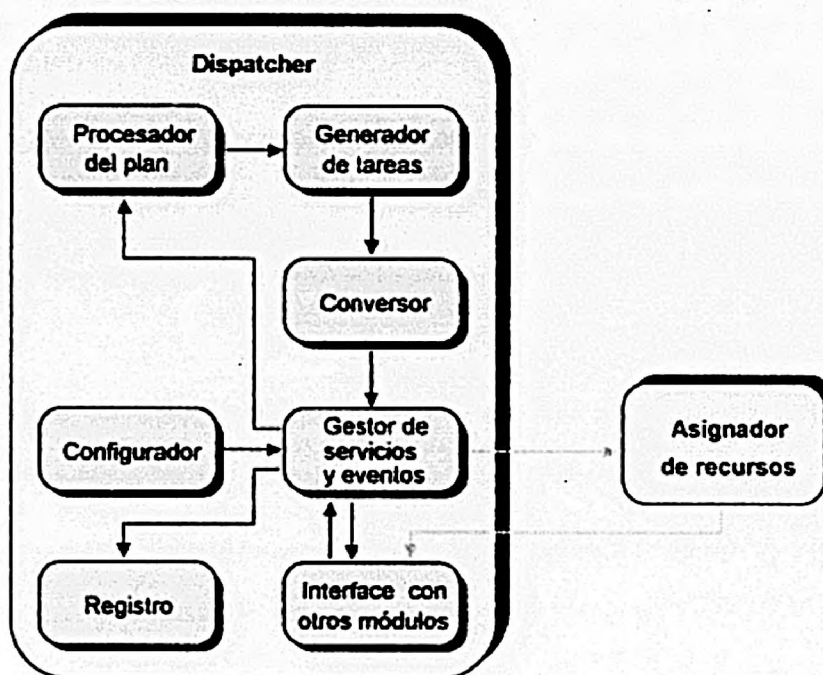 Dispatcher
Procesador
del plan
Generador
de tareas
Conversor
Configurador
Gestor de
servicios
y eventos
Asignador
de recursos
Registro
Interface con
otros módulos